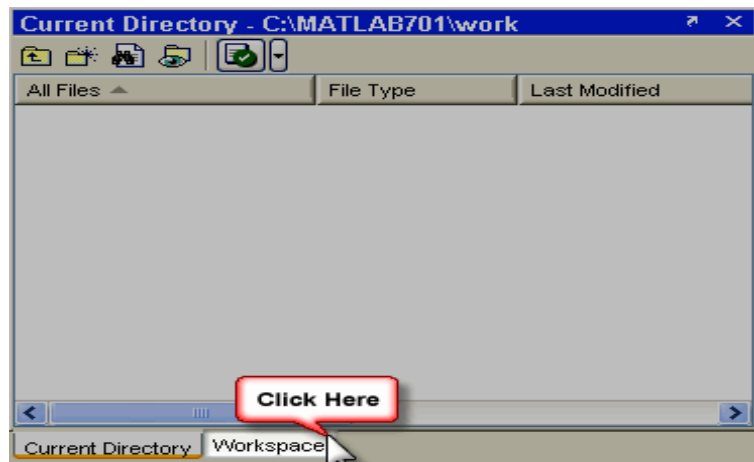 Current Directory - C:\MATLAB701\work
All Files File Type Last Modified
Click Here
Current Directory Workspace